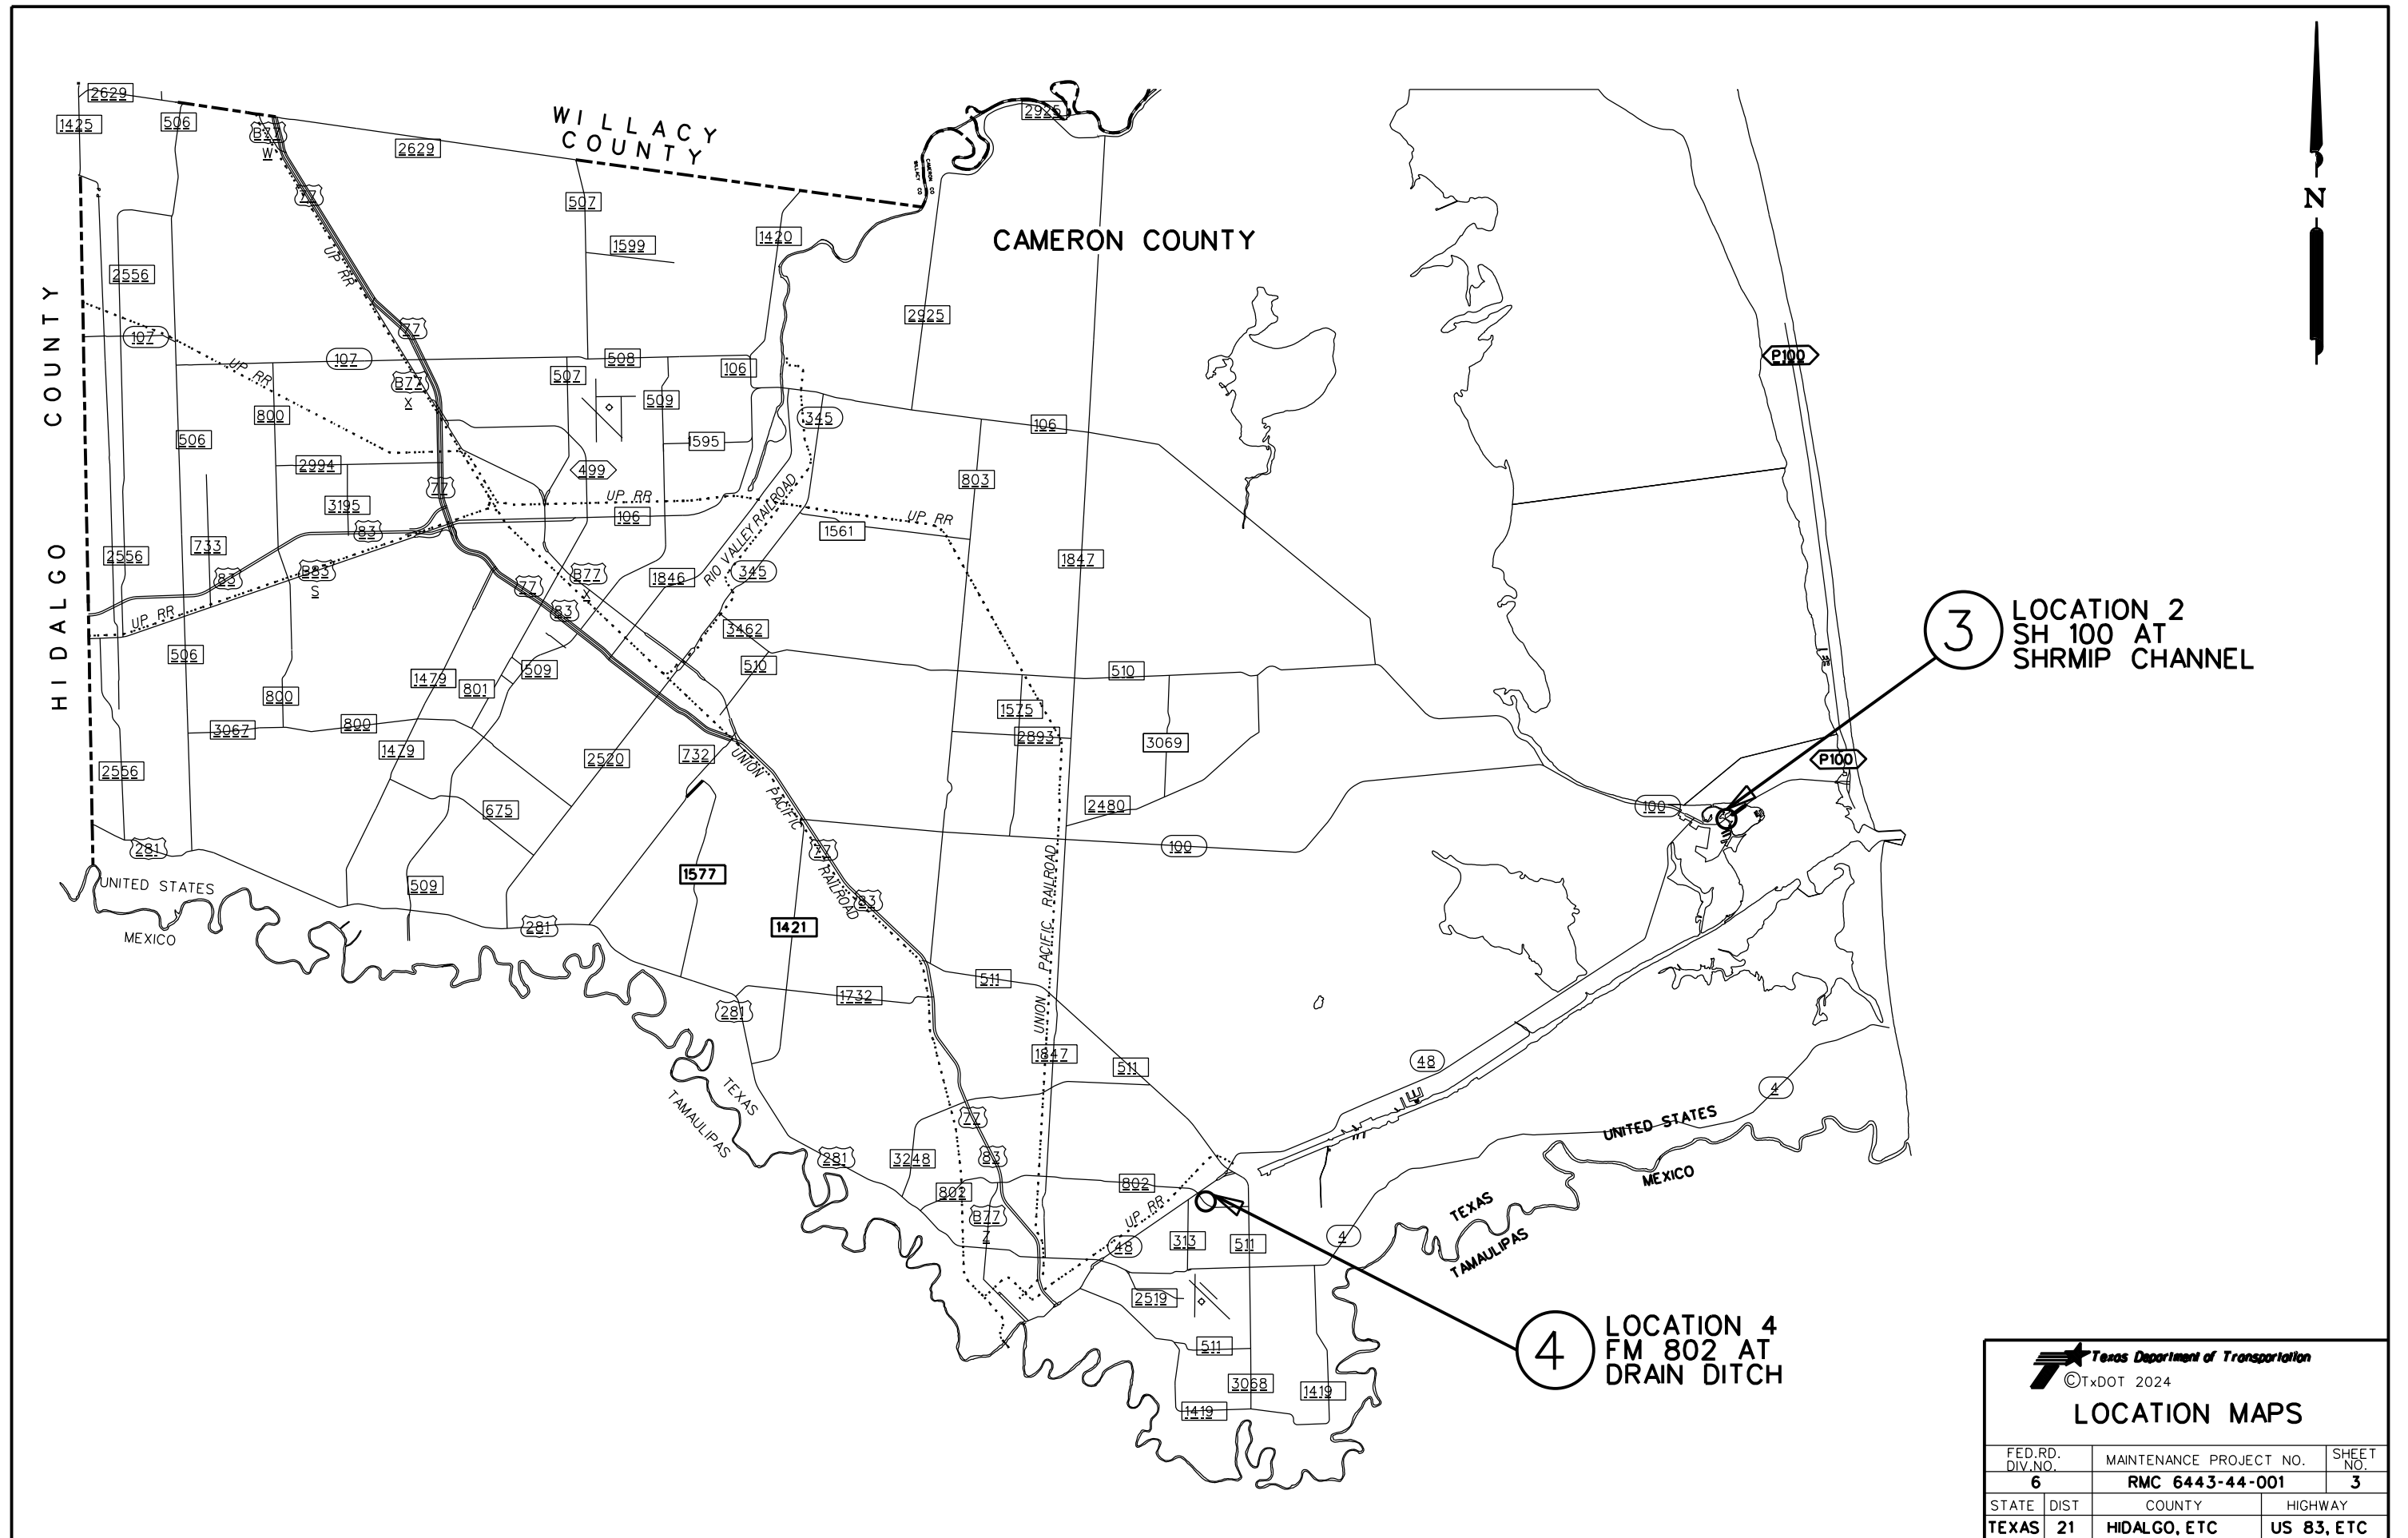 2629
1425
506
B77
W
2629
WILLACY
COUNTY
2925
CAMERON CO
WILLACY CO
N
77
UP RR
507
1599
1420
CAMERON COUNTY
2556
2925
HIDALGO COUNTY
107
UP RR
107
77
508
106
P100
B77
X
507
509
800
345
106
506
1595
2994
499
803
77
3195
UP RR
106
RIO VALLEY RAILROAD
UP RR
1561
83
733
2556
83
B83
S
77
B77
X
1846
345
1847
83
UP RR
3462
506
510
509
1479
801
510
800
3067
800
1479
1575
2893
3069
2520
732
UNION PACIFIC RAILROAD
2556
675
2480
3
LOCATION 2
SH 100 AT
SHRMIP CHANNEL
P100
100
281
77
100
1577
UNITED STATES
MEXICO
509
83
1421
281
UNION PACIFIC RAILROAD
511
1732
281
1847
511
48
4
TEXAS
TAMAULIPAS
77
UNITED STATES
MEXICO
281
3248
83
802
802
B77
Z
UP RR
48
313
511
4
TEXAS
TAMAULIPAS
2519
511
4
LOCATION 4
FM 802 AT
DRAIN DITCH
3068
1419
1419
Texas Department of Transportation
©TxDOT 2024
LOCATION MAPS
FED.RD. DIV.NO.
MAINTENANCE PROJECT NO.
SHEET NO.
6
RMC 6443-44-001
3
STATE
DIST
COUNTY
HIGHWAY
TEXAS
21
HIDALGO, ETC
US 83, ETC